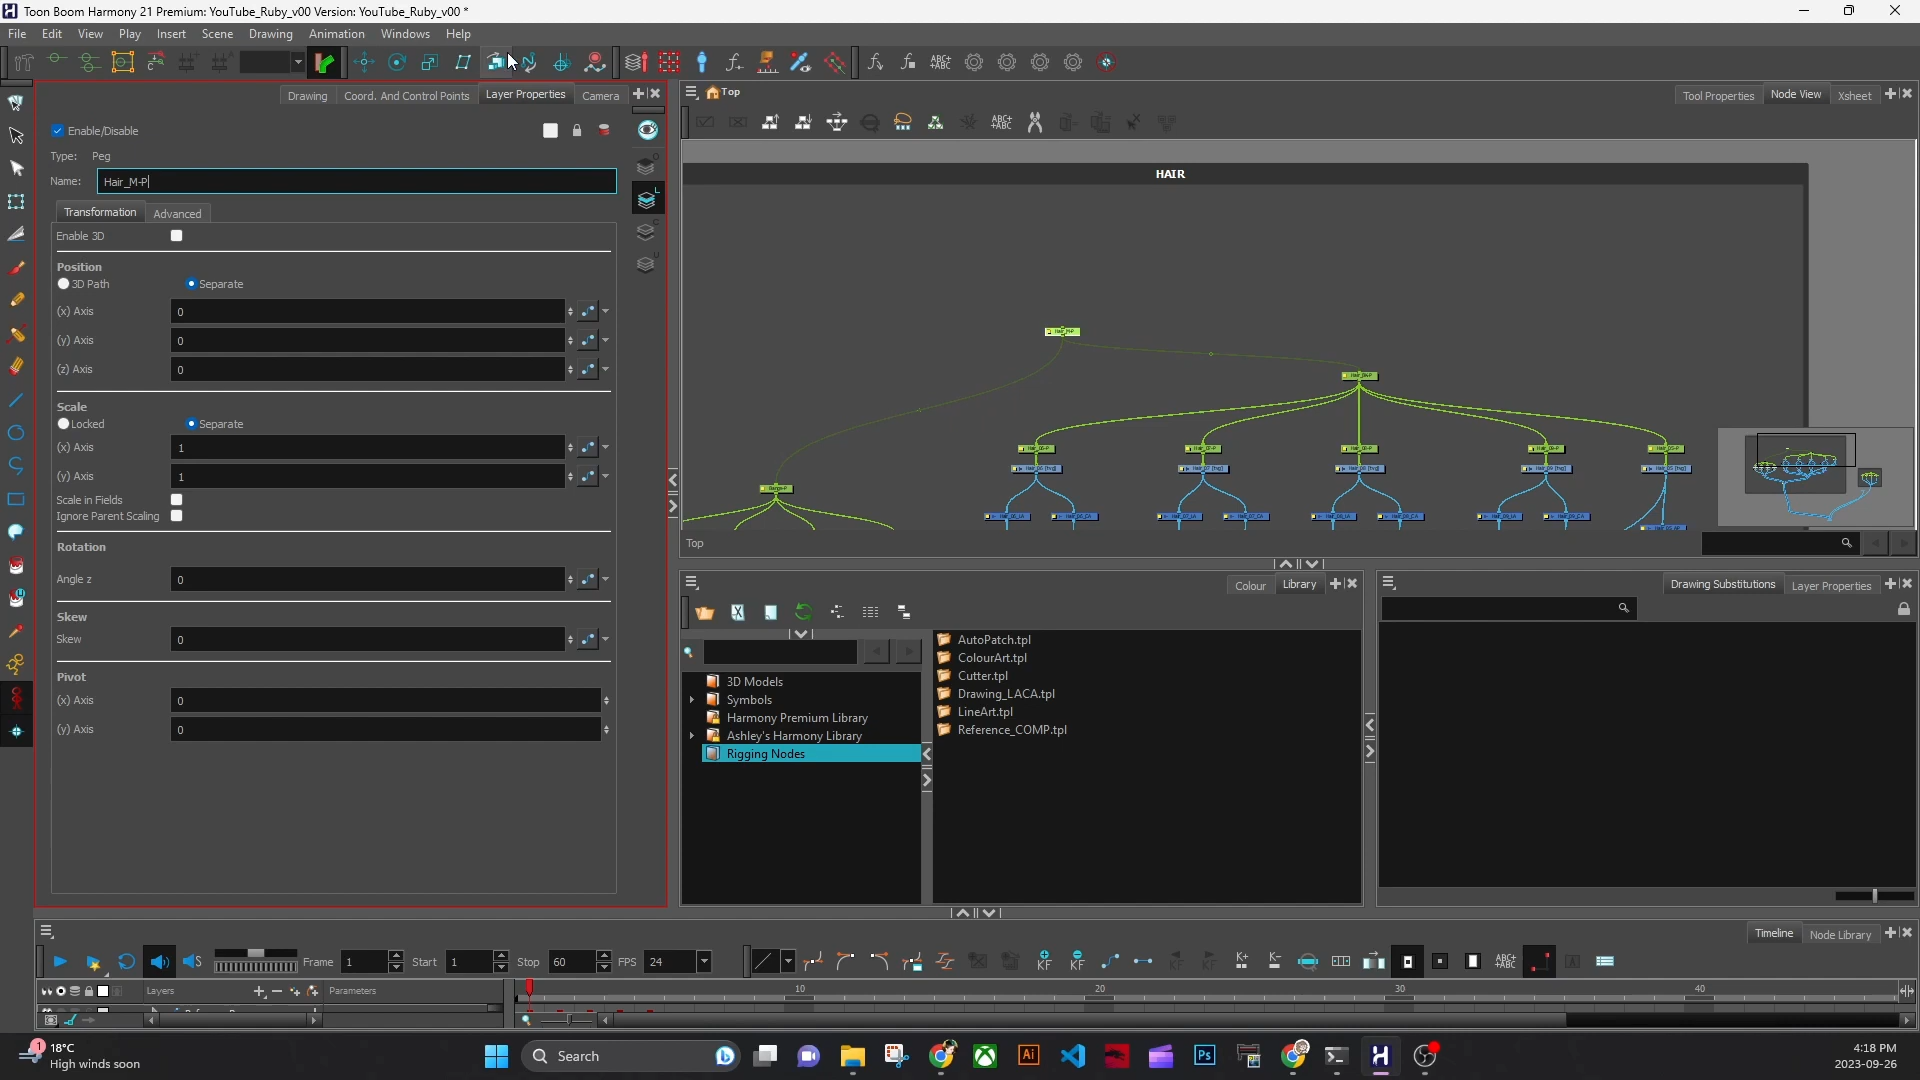 Toon Boom Harmony 21 Premium: YouTube_Ruby_v00 Version: YouTube_Ruby_v00 *
File Edit View Play Insert Scene Drawing Animation Windows Help
Drawing Coord. And Control Points Layer Properties Camera
Enable/Disable
Type: Peg
Name: Hair_M-P
Transformation Advanced
Enable 3D
Position
3D Path Separate
(x) Axis 0
(y) Axis 0
(z) Axis 0
Scale
Locked Separate
(x) Axis 1
(y) Axis 1
Scale in Fields
Ignore Parent Scaling
Rotation
Angle z 0
Skew
Skew 0
Pivot
(x) Axis 0
(y) Axis 0
Top
Tool Properties Node View Xsheet
HAIR
Top
Colour Library
3D Models
Symbols
Harmony Premium Library
Ashley's Harmony Library
Rigging Nodes
AutoPatch.tpl
ColourArt.tpl
Cutter.tpl
Drawing_LACA.tpl
LineArt.tpl
Reference_COMP.tpl
Drawing Substitutions Layer Properties
Timeline Node Library
Frame 1 Start 1 Stop 60 FPS 24
Layers Parameters
10 20 30 40
1
18°C
High winds soon
Search
4:18 PM
2023-09-26